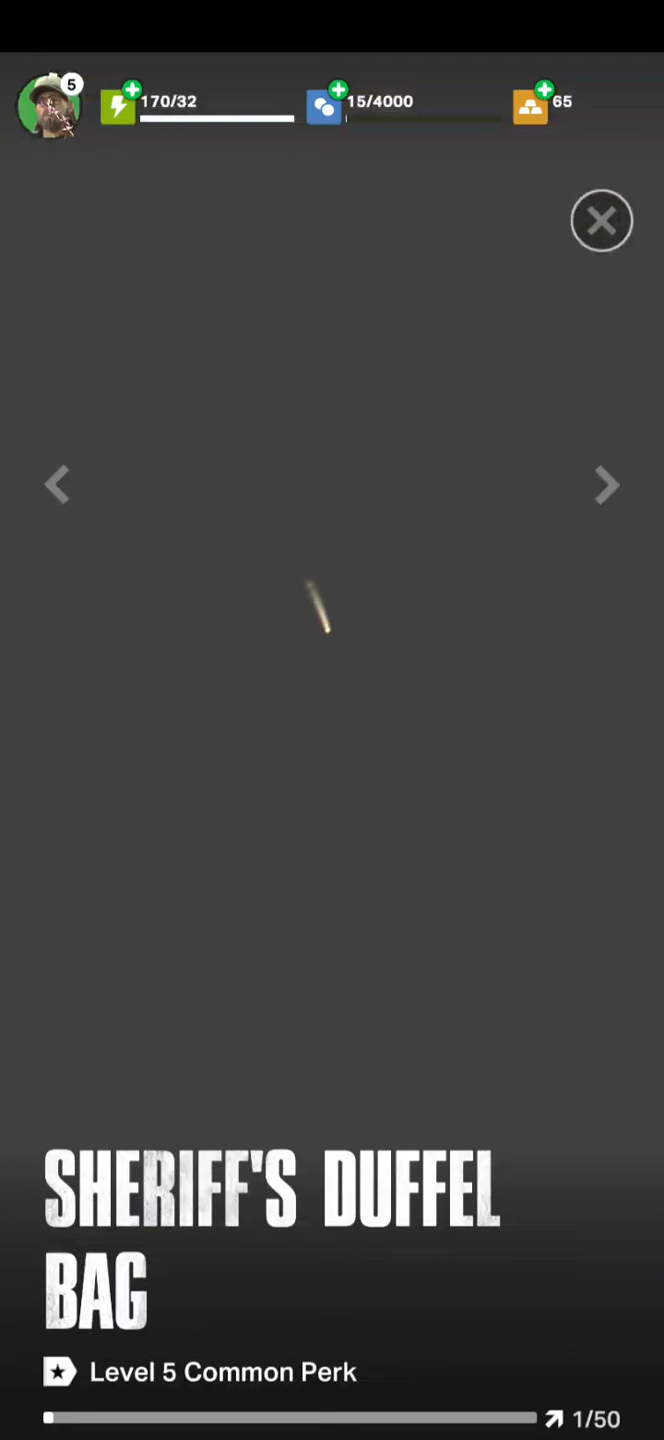 5
170/32
15/4000
65
SHERIFF'S DUFFEL
BAG
Level 5 Common Perk
1/50